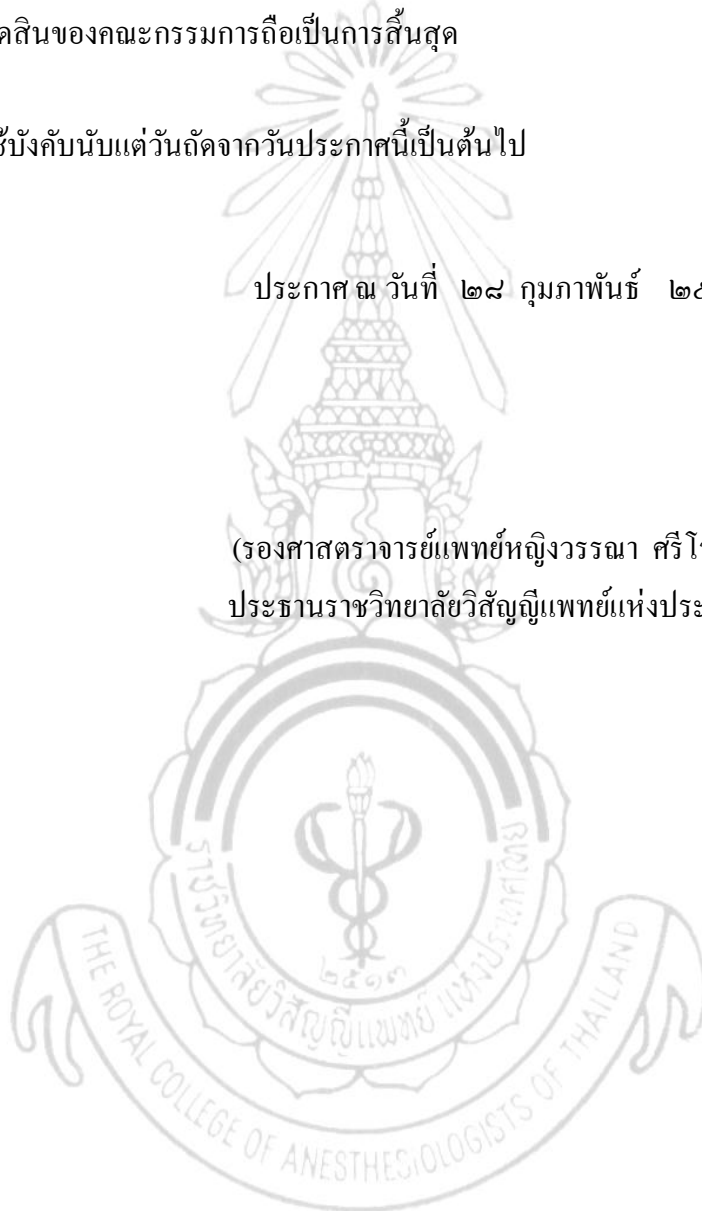 ดสินของคณะกรรมการถือเป็นการสิ้นสุด
ช้บังคับนับแต่วันถัดจากวันประกาศนี้เป็นต้นไป
ประกาศ ณ วันที่ ๒๘ กุมภาพันธ์ ๒๕
(รองศาสตราจารย์แพทย์หญิงวรรณา ศรีโร
ประธานราชวิทยาลัยวิสัญญีแพทย์แห่งประ
ราชวิทยาลัยวิสัญญีแพทย์ แห่งประเทศไทย
๒๕๑๓
THE ROYAL COLLEGE OF ANESTHESIOLOGISTS OF THAILAND